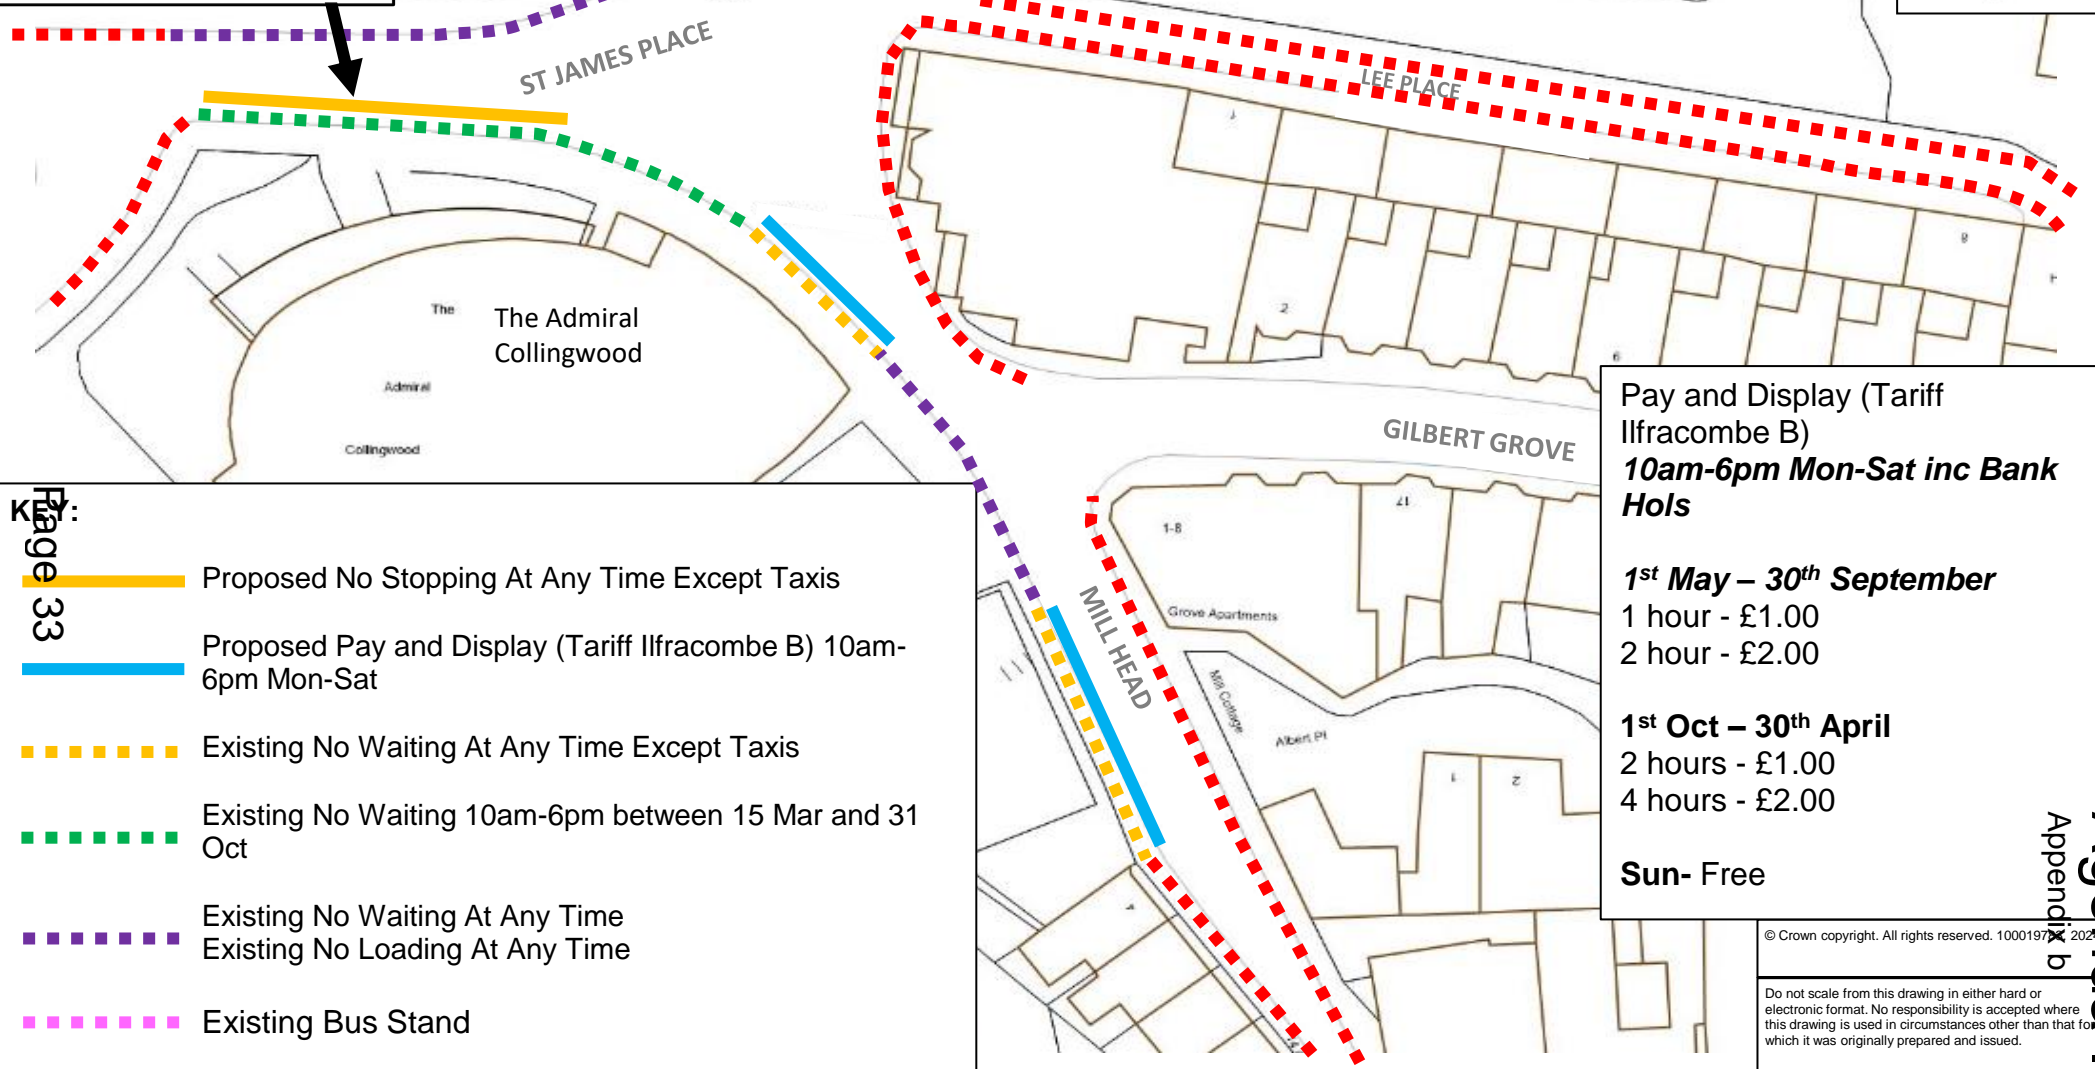 ST JAMES PLACE
LEE PLACE
1
8
2
6
The
Admiral
Collingwood
The Admiral
Collingwood
GILBERT GROVE
17
1-8
Grove Apartments
MILL HEAD
Mill Cottage
Albert Pl
1
2
4
Page 33
KEY:
Proposed No Stopping At Any Time Except Taxis
Proposed Pay and Display (Tariff Ilfracombe B) 10am-
6pm Mon-Sat
Existing No Waiting At Any Time Except Taxis
Existing No Waiting 10am-6pm between 15 Mar and 31
Oct
Existing No Waiting At Any Time
Existing No Loading At Any Time
Existing Bus Stand
Pay and Display (Tariff
Ilfracombe B)
10am-6pm Mon-Sat inc Bank
Hols
1st May – 30th September
1 hour - £1.00
2 hour - £2.00
1st Oct – 30th April
2 hours - £1.00
4 hours - £2.00
Sun- Free
Appendix b
© Crown copyright. All rights reserved.
Do not scale from this drawing in either hard or
electronic format. No responsibility is accepted where
this drawing is used in circumstances other than that for
which it was originally prepared and issued.